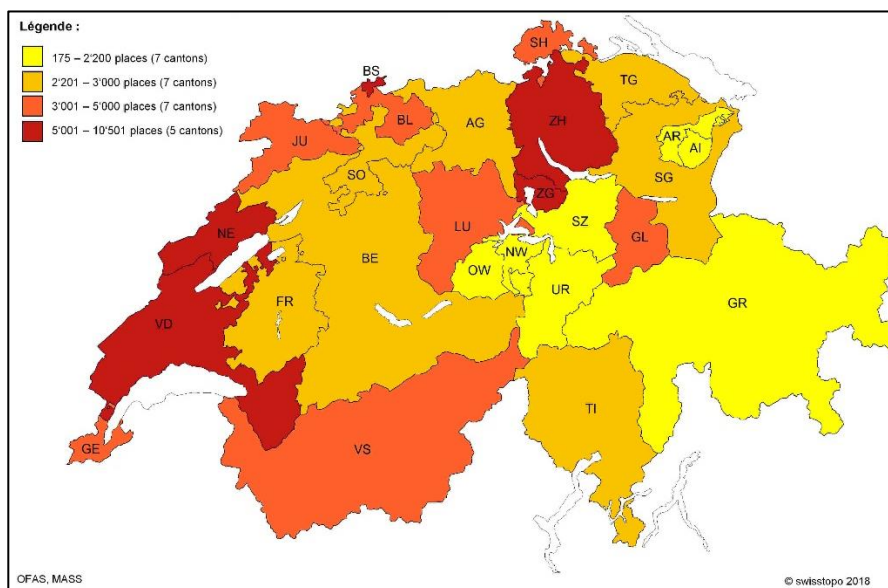 Légende :
175 – 2'200 places (7 cantons)
2'201 – 3'000 places (7 cantons)
3'001 – 5'000 places (7 cantons)
5'001 – 10'501 places (5 cantons)
SH
BS
TG
BL
AG
ZH
JU
AR
AI
SO
SG
ZG
NE
LU
SZ
GL
BE
NW
OW
FR
UR
GR
VD
TI
GE
VS
OFAS, MASS
© swisstopo 2018